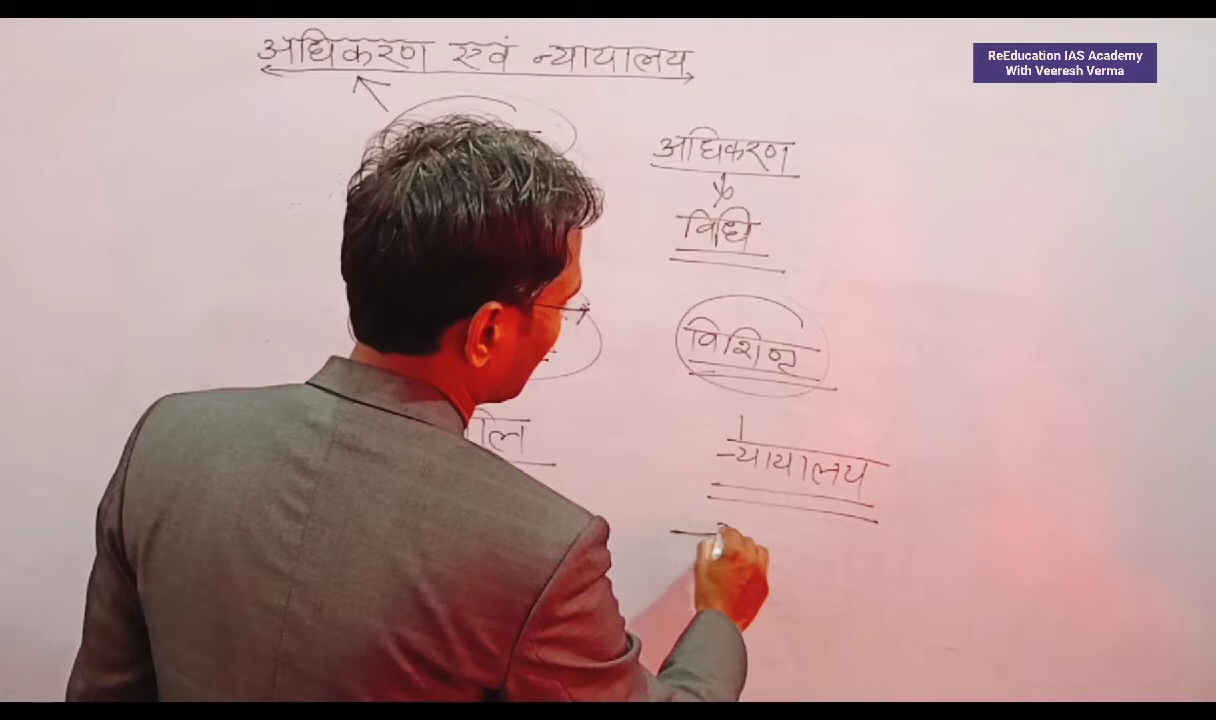 अधिकरण एवं न्यायालय
ReEducation IAS Academy
With Veeresh Verma
अधिकरण
विधि
विशिष्ट
न्यायालय